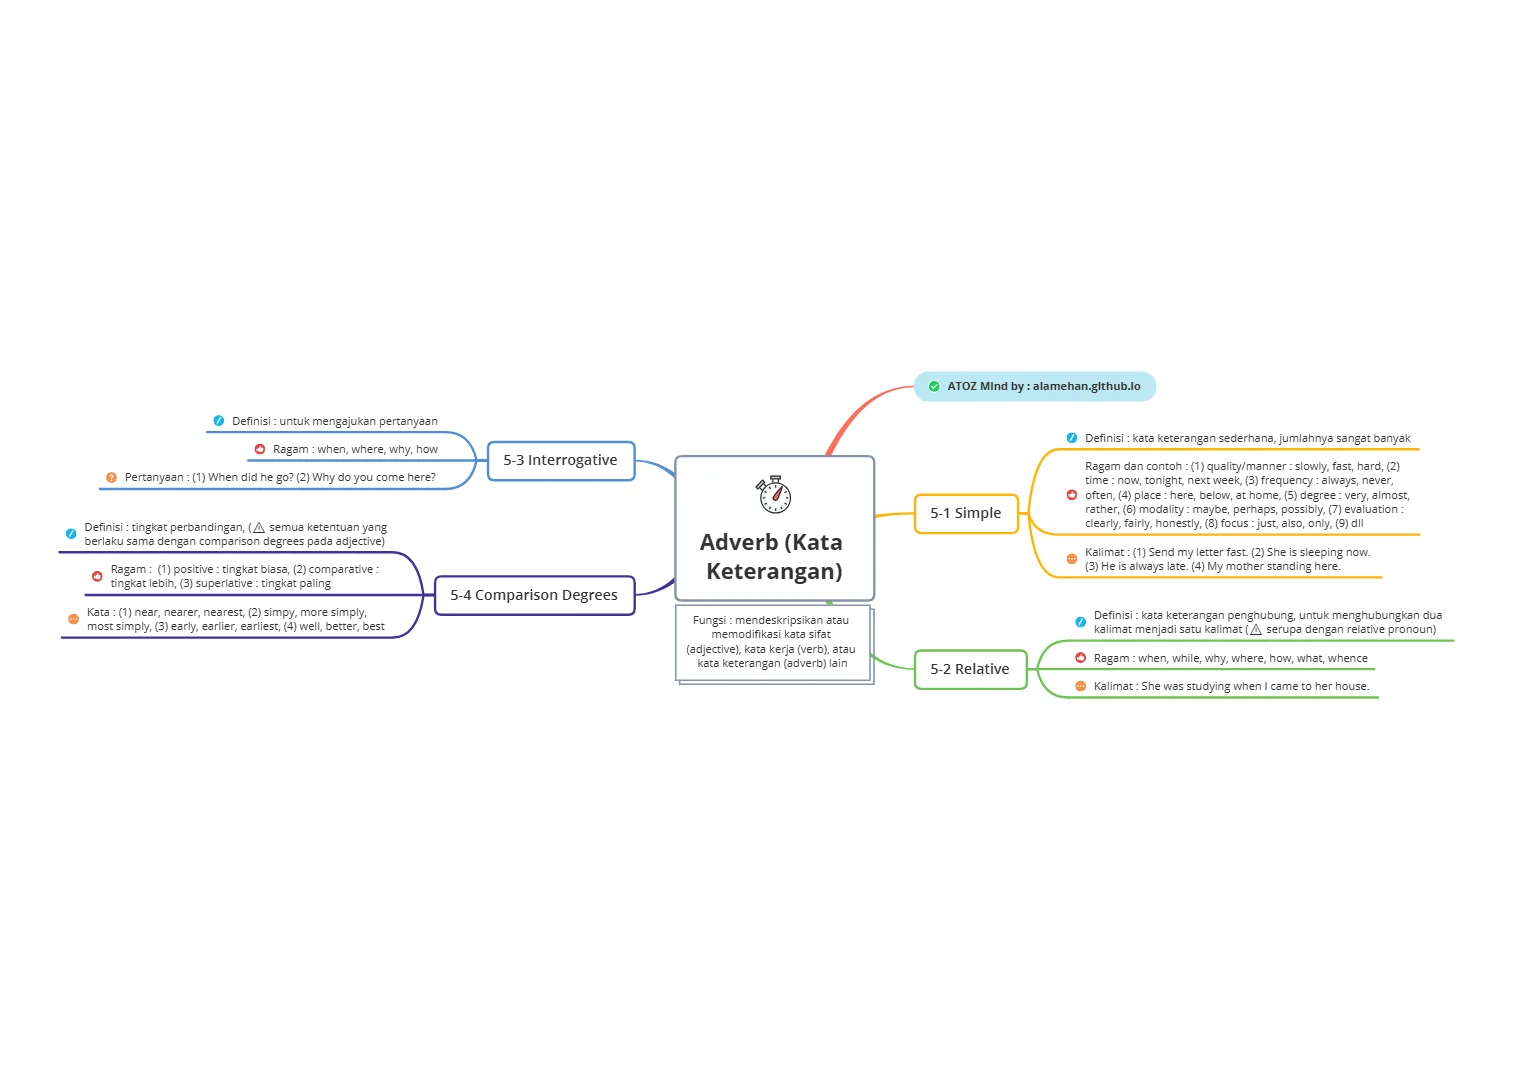 ATOZ Mind by : alamehan.github.io
Adverb (Kata
Keterangan)
Fungsi : mendeskripsikan atau
memodifikasi kata sifat
(adjective), kata kerja (verb), atau
kata keterangan (adverb) lain
5-1 Simple
Definisi : kata keterangan sederhana, jumlahnya sangat banyak
Ragam dan contoh : (1) quality/manner : slowly, fast, hard, (2)
time : now, tonight, next week, (3) frequency : always, never,
often, (4) place : here, below, at home, (5) degree : very, almost,
rather, (6) modality : maybe, perhaps, possibly, (7) evaluation :
clearly, fairly, honestly, (8) focus : just, also, only, (9) dll
Kalimat : (1) Send my letter fast. (2) She is sleeping now.
(3) He is always late. (4) My mother standing here.
5-2 Relative
Definisi : kata keterangan penghubung, untuk menghubungkan dua
kalimat menjadi satu kalimat (⚠ serupa dengan relative pronoun)
Ragam : when, while, why, where, how, what, whence
Kalimat : She was studying when I came to her house.
5-3 Interrogative
Definisi : untuk mengajukan pertanyaan
Ragam : when, where, why, how
Pertanyaan : (1) When did he go? (2) Why do you come here?
5-4 Comparison Degrees
Definisi : tingkat perbandingan, (⚠ semua ketentuan yang
berlaku sama dengan comparison degrees pada adjective)
Ragam :  (1) positive : tingkat biasa, (2) comparative :
tingkat lebih, (3) superlative : tingkat paling
Kata : (1) near, nearer, nearest, (2) simpy, more simply,
most simply, (3) early, earlier, earliest, (4) well, better, best